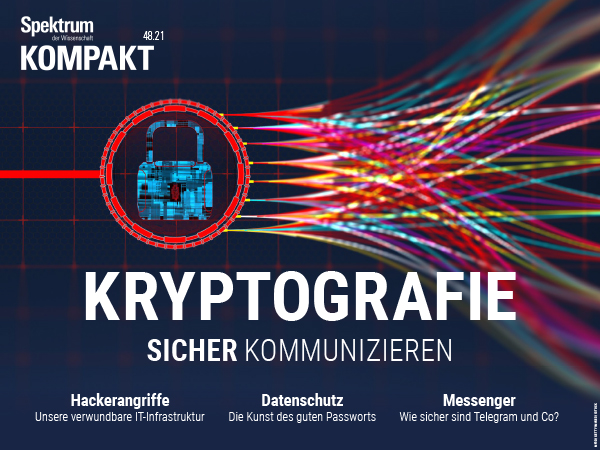 Spektrum
der Wissenschaft
48.21
KOMPAKT
KRYPTOGRAFIE
SICHER KOMMUNIZIEREN
Hackerangriffe
Unsere verwundbare IT-Infrastruktur
Datenschutz
Die Kunst des guten Passworts
Messenger
Wie sicher sind Telegram und Co?